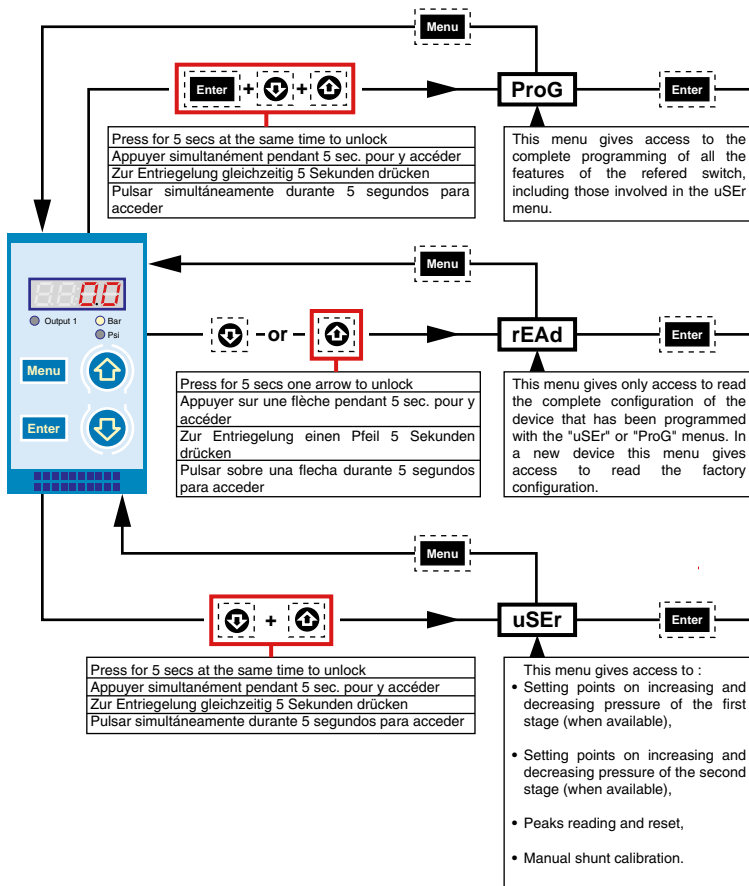 Menu
Enter + +
ProG
Enter
Press for 5 secs at the same time to unlock
Appuyer simultanément pendant 5 sec. pour y accéder
Zur Entriegelung gleichzeitig 5 Sekunden drücken
Pulsar simultáneamente durante 5 segundos para
acceder
This menu gives access to the
complete programming of all the
features of the refered switch,
including those involved in the uSEr
menu.
Menu
0.0
Output 1
Bar
Psi
Menu
Enter
or
rEAd
Enter
Press for 5 secs one arrow to unlock
Appuyer sur une flèche pendant 5 sec. pour y
accéder
Zur Entriegelung einen Pfeil 5 Sekunden
drücken
Pulsar sobre una flecha durante 5 segundos
para acceder
This menu gives only access to read
the complete configuration of the
device that has been programmed
with the "uSEr" or "ProG" menus. In
a new device this menu gives
access to read the factory
configuration.
Menu
+
uSEr
Enter
Press for 5 secs at the same time to unlock
Appuyer simultanément pendant 5 sec. pour y accéder
Zur Entriegelung gleichzeitig 5 Sekunden drücken
Pulsar simultáneamente durante 5 segundos para acceder
This menu gives access to :
• Setting points on increasing and
decreasing pressure of the first
stage (when available),
• Setting points on increasing and
decreasing pressure of the second
stage (when available),
• Peaks reading and reset,
• Manual shunt calibration.